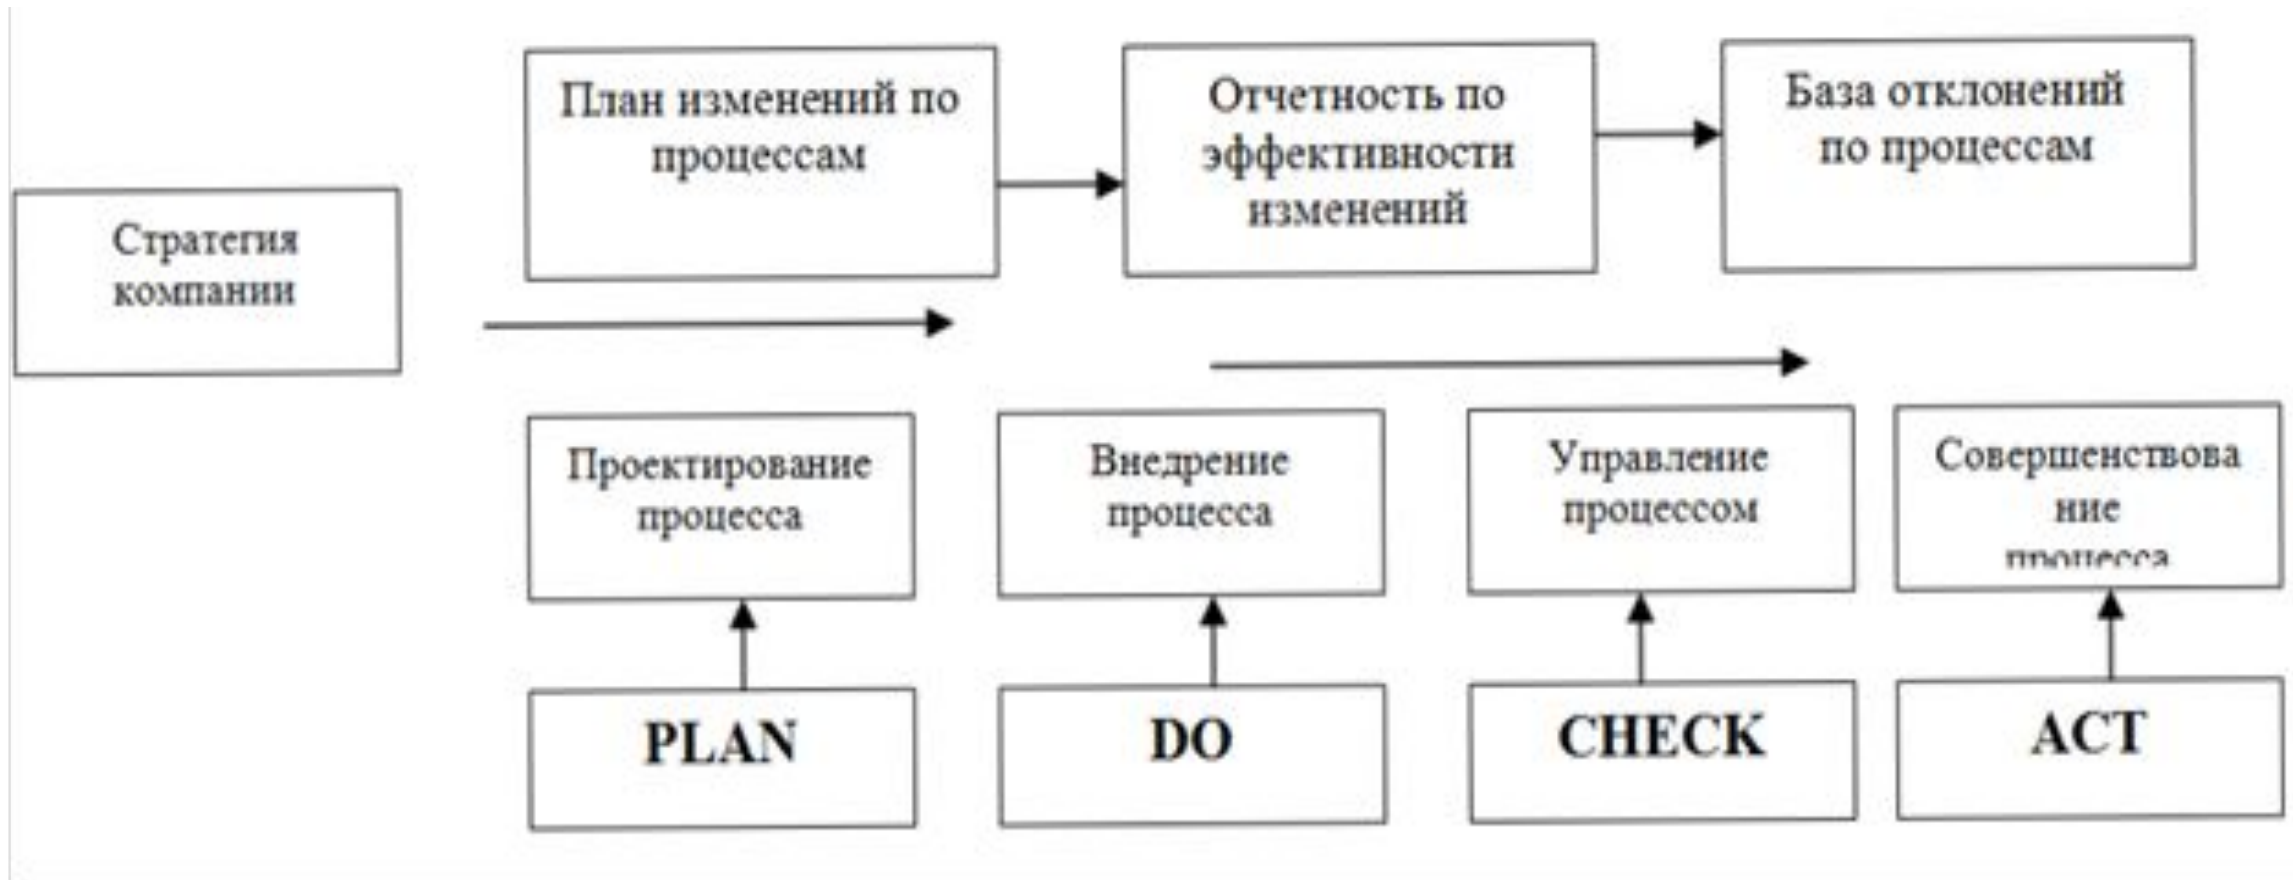 Стратегия
компании
План изменений по
процессам
Отчетность по
эффективности
изменений
База отклонений
по процессам
Проектирование
процесса
Внедрение
процесса
Управление
процессом
Совершенствова
ние
процесса
PLAN
DO
CHECK
ACT